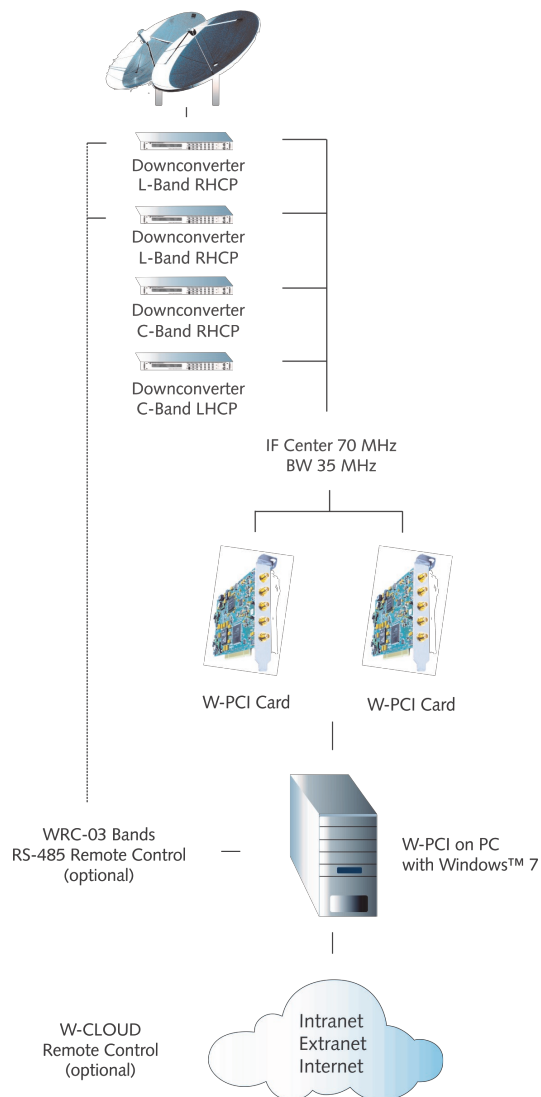 Downconverter
L-Band RHCP
Downconverter
L-Band RHCP
Downconverter
C-Band RHCP
Downconverter
C-Band LHCP
IF Center 70 MHz
BW 35 MHz
W-PCI Card
W-PCI Card
WRC-03 Bands
RS-485 Remote Control
(optional)
W-PCI on PC
with Windows™ 7
W-CLOUD
Remote Control
(optional)
Intranet
Extranet
Internet